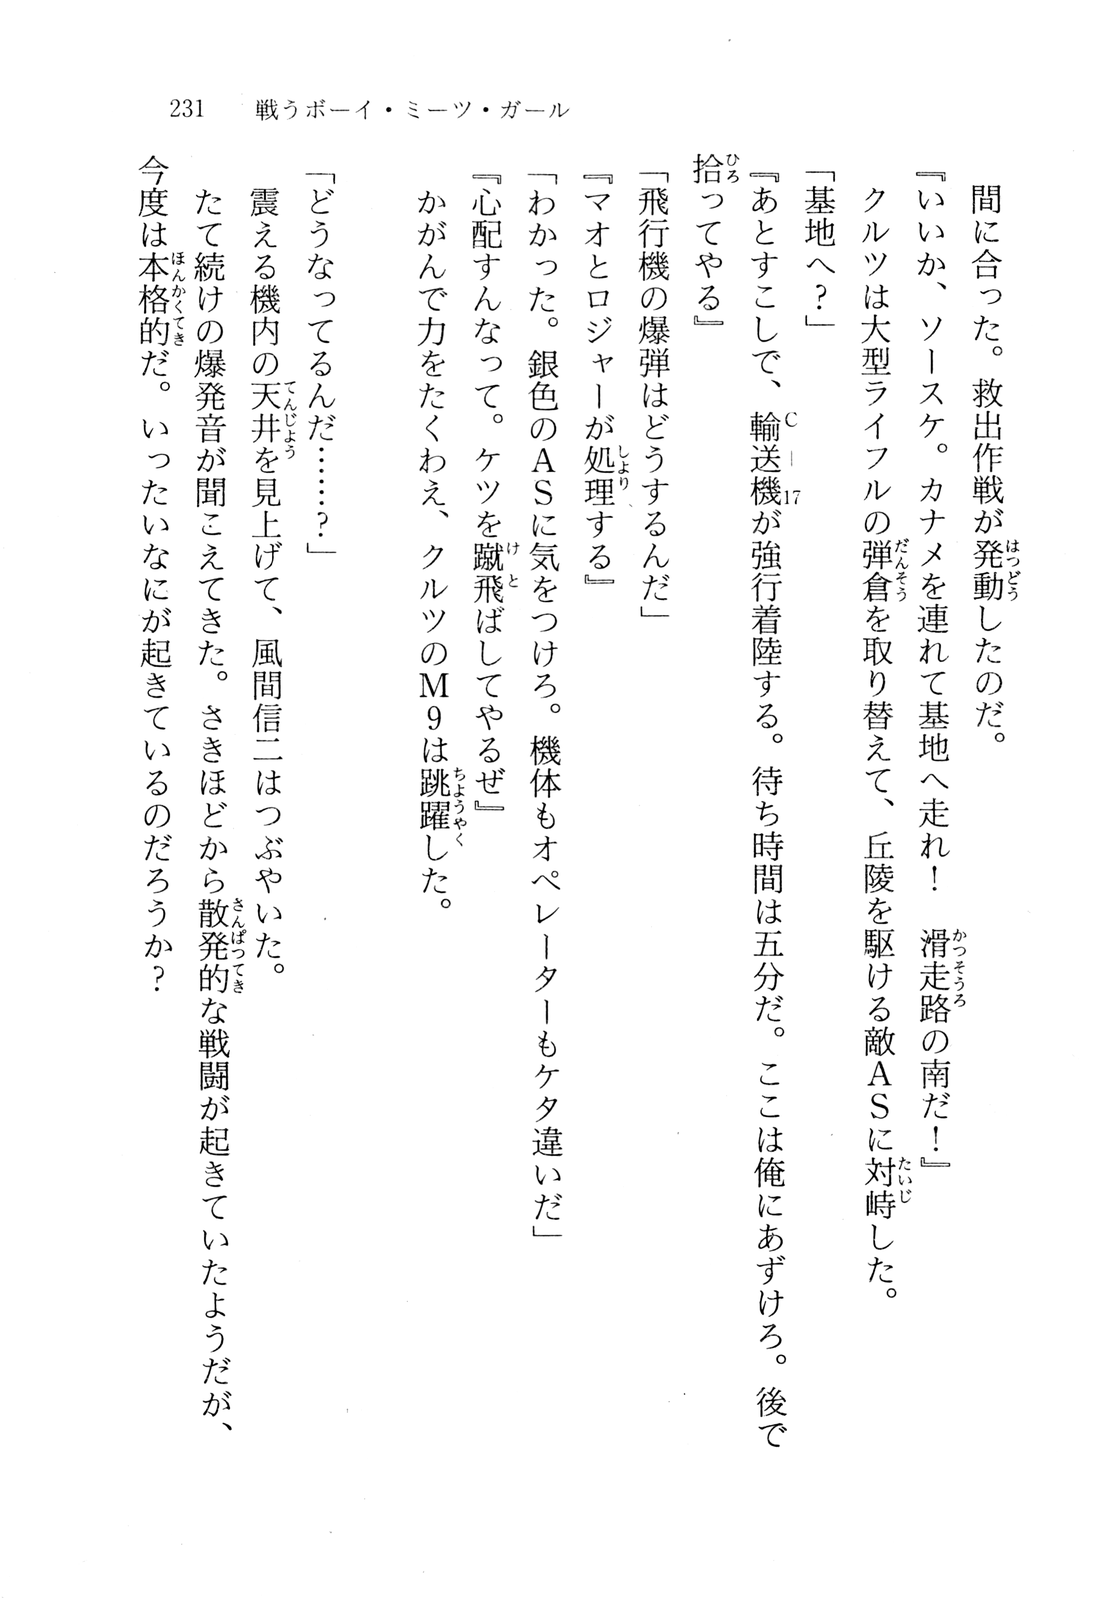 231　戦うボーイ・ミーツ・ガール
間に合った。救出作戦が発動したのだ。
『いいか、ソースケ。カナメを連れて基地へ走れ！　滑走路の南だ！』
クルツは大型ライフルの弾倉を取り替えて、丘陵を駆ける敵ＡＳに対峙した。
「基地へ？」
『あとすこしで、輸送機が強行着陸する。待ち時間は五分だ。ここは俺にあずけろ。後で
拾ってやる』
「飛行機の爆弾はどうするんだ」
『マオとロジャーが処理する』
「わかった。銀色のＡＳに気をつけろ。機体もオペレーターもケタ違いだ」
『心配すんなって。ケツを蹴飛ばしてやるぜ』
かがんで力をたくわえ、クルツのＭ９は跳躍した。
「どうなってるんだ……？」
震える機内の天井を見上げて、風間信二はつぶやいた。
たて続けの爆発音が聞こえてきた。さきほどから散発的な戦闘が起きていたようだが、
今度は本格的だ。いったいなにが起きているのだろうか？